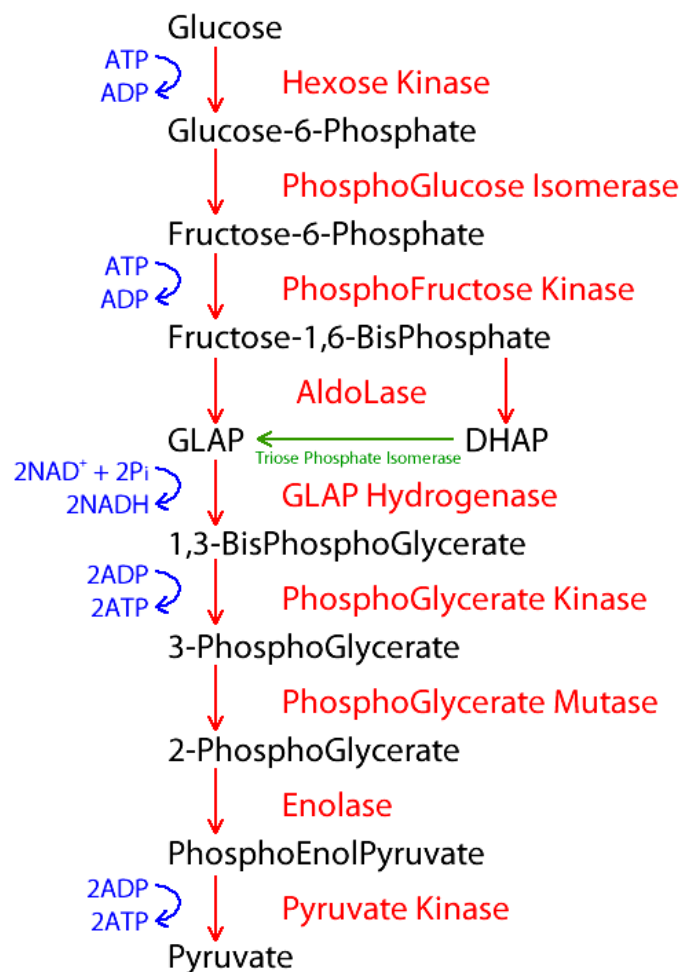 Glucose
ATP
ADP
Hexose Kinase
Glucose-6-Phosphate
PhosphoGlucose Isomerase
Fructose-6-Phosphate
ATP
ADP
PhosphoFructose Kinase
Fructose-1,6-BisPhosphate
AldoLase
GLAP
DHAP
Triose Phosphate Isomerase
2NAD⁺ + 2Pi
2NADH
GLAP Hydrogenase
1,3-BisPhosphoGlycerate
2ADP
2ATP
PhosphoGlycerate Kinase
3-PhosphoGlycerate
PhosphoGlycerate Mutase
2-PhosphoGlycerate
Enolase
PhosphoEnolPyruvate
2ADP
2ATP
Pyruvate Kinase
Pyruvate